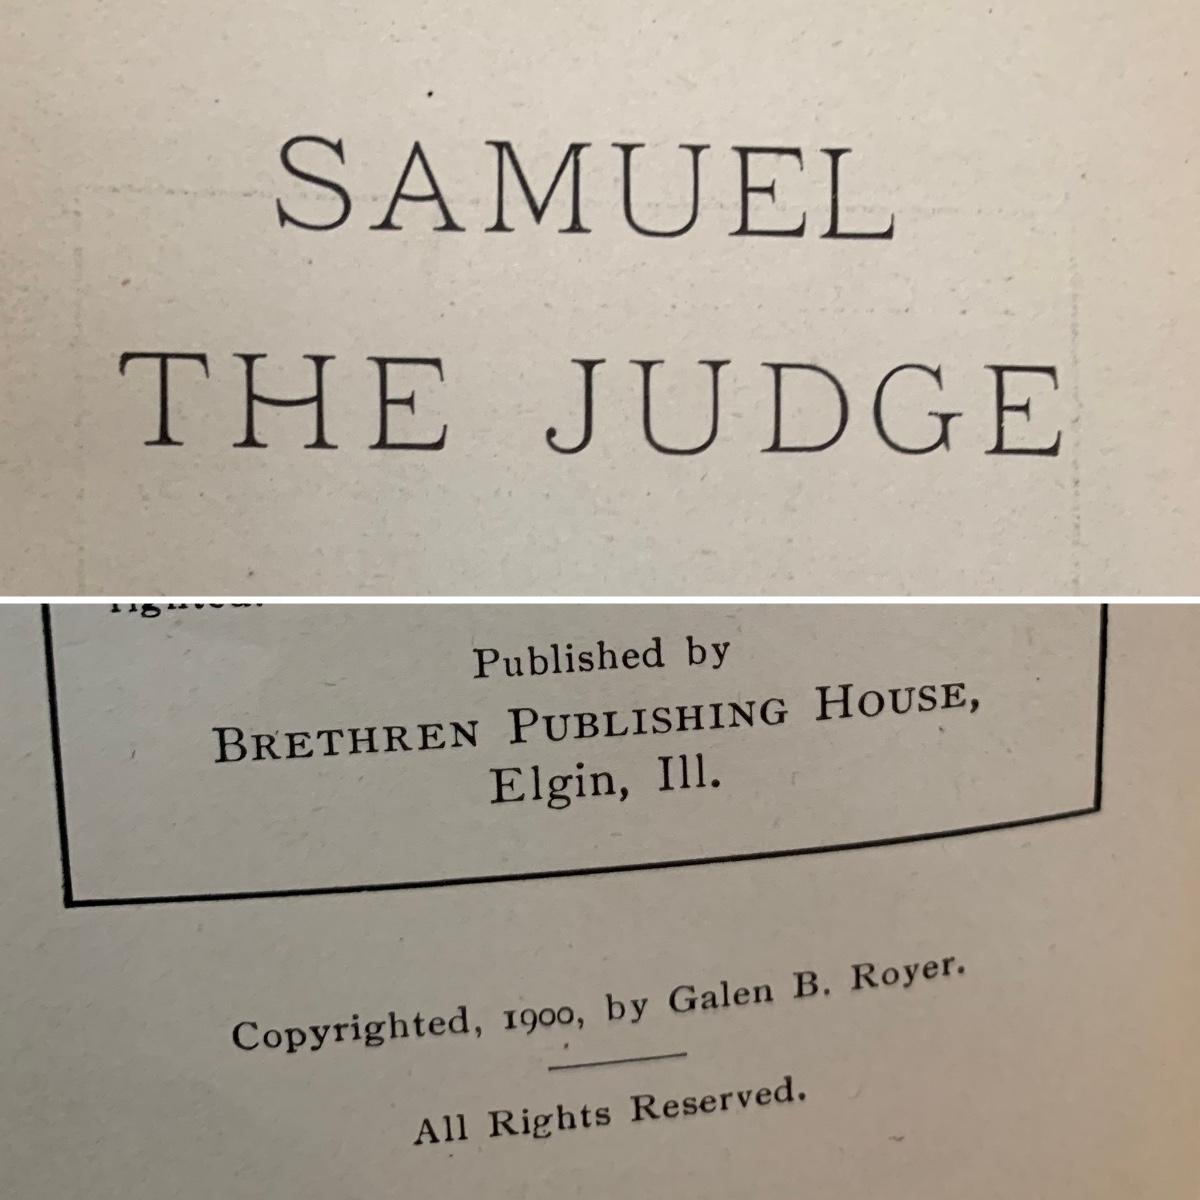 SAMUEL
THE JUDGE
Published by
BRETHREN PUBLISHING HOUSE,
Elgin, Ill.
Copyrighted, 1900, by Galen B. Royer.
All Rights Reserved.